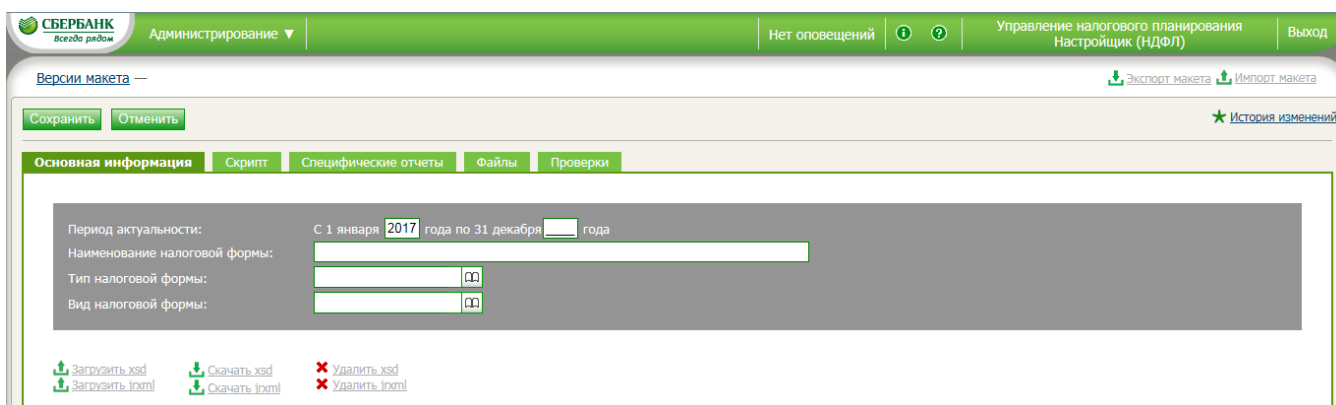 СБЕРБАНК
Всегда рядом
Администрирование ▼
Нет оповещений
Управление налогового планирования
Настройщик (НДФЛ)
Выход
Версии макета —
Экспорт макета Импорт макета
Сохранить Отменить
История изменений
Основная информация Скрипт Специфические отчеты Файлы Проверки
Период актуальности: С 1 января 2017 года по 31 декабря ____ года
Наименование налоговой формы:
Тип налоговой формы:
Вид налоговой формы:
Загрузить xsd Скачать xsd Удалить xsd
Загрузить jrxml Скачать jrxml Удалить jrxml